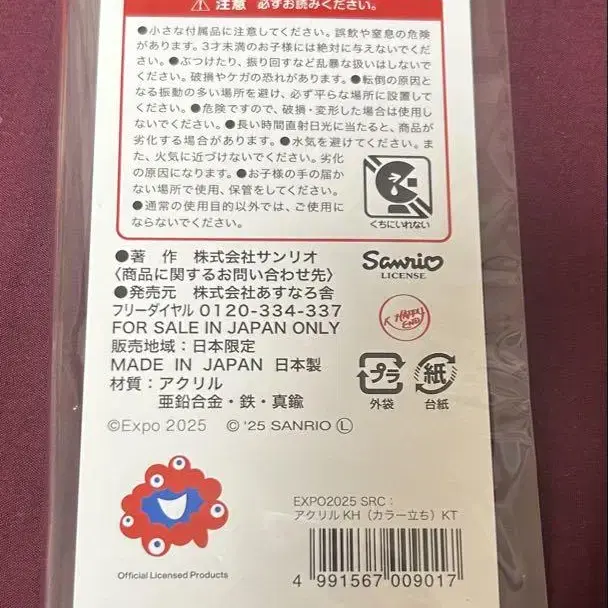 ⚠ 注意 必ずお読みください。
●小さな付属品に注意してください。誤飲や窒息の危険
があります。3才未満のお子様には絶対に与えないでくだ
さい。●ぶつけたり、振り回すなど乱暴な扱いはしないで
ください。破損やケガの恐れがあります。●転倒の原因と
なる振動の多い場所を避け、必ず平らな場所に設置して
ください。●危険ですので、破損・変形した場合は使用し
ないでください。●長い時間直射日光に当たると、商品が
劣化する場合があります。●水気を避けてください。ま
た、火気に近づけないでください。劣化
の原因になります。●お子様の手の届か
ない場所で使用、保管をしてください。
●通常の使用目的以外では、ご使用に
ならないでください。
くちにいれない
●著 作 株式会社サンリオ
〈商品に関するお問い合わせ先〉
●発売元 株式会社あすなろ舎
フリーダイヤル 0120-334-337
FOR SALE IN JAPAN ONLY
販売地域：日本限定
MADE IN JAPAN 日本製
材質：アクリル
亜鉛合金・鉄・真鍮
Sanrio
LICENSE
K HAPPY END
プラ
外袋
紙
台紙
©Expo 2025 © '25 SANRIO Ⓛ
Official Licensed Products
EXPO2025 SRC：
アクリルKH（カラー立ち）KT
4 991567 009017